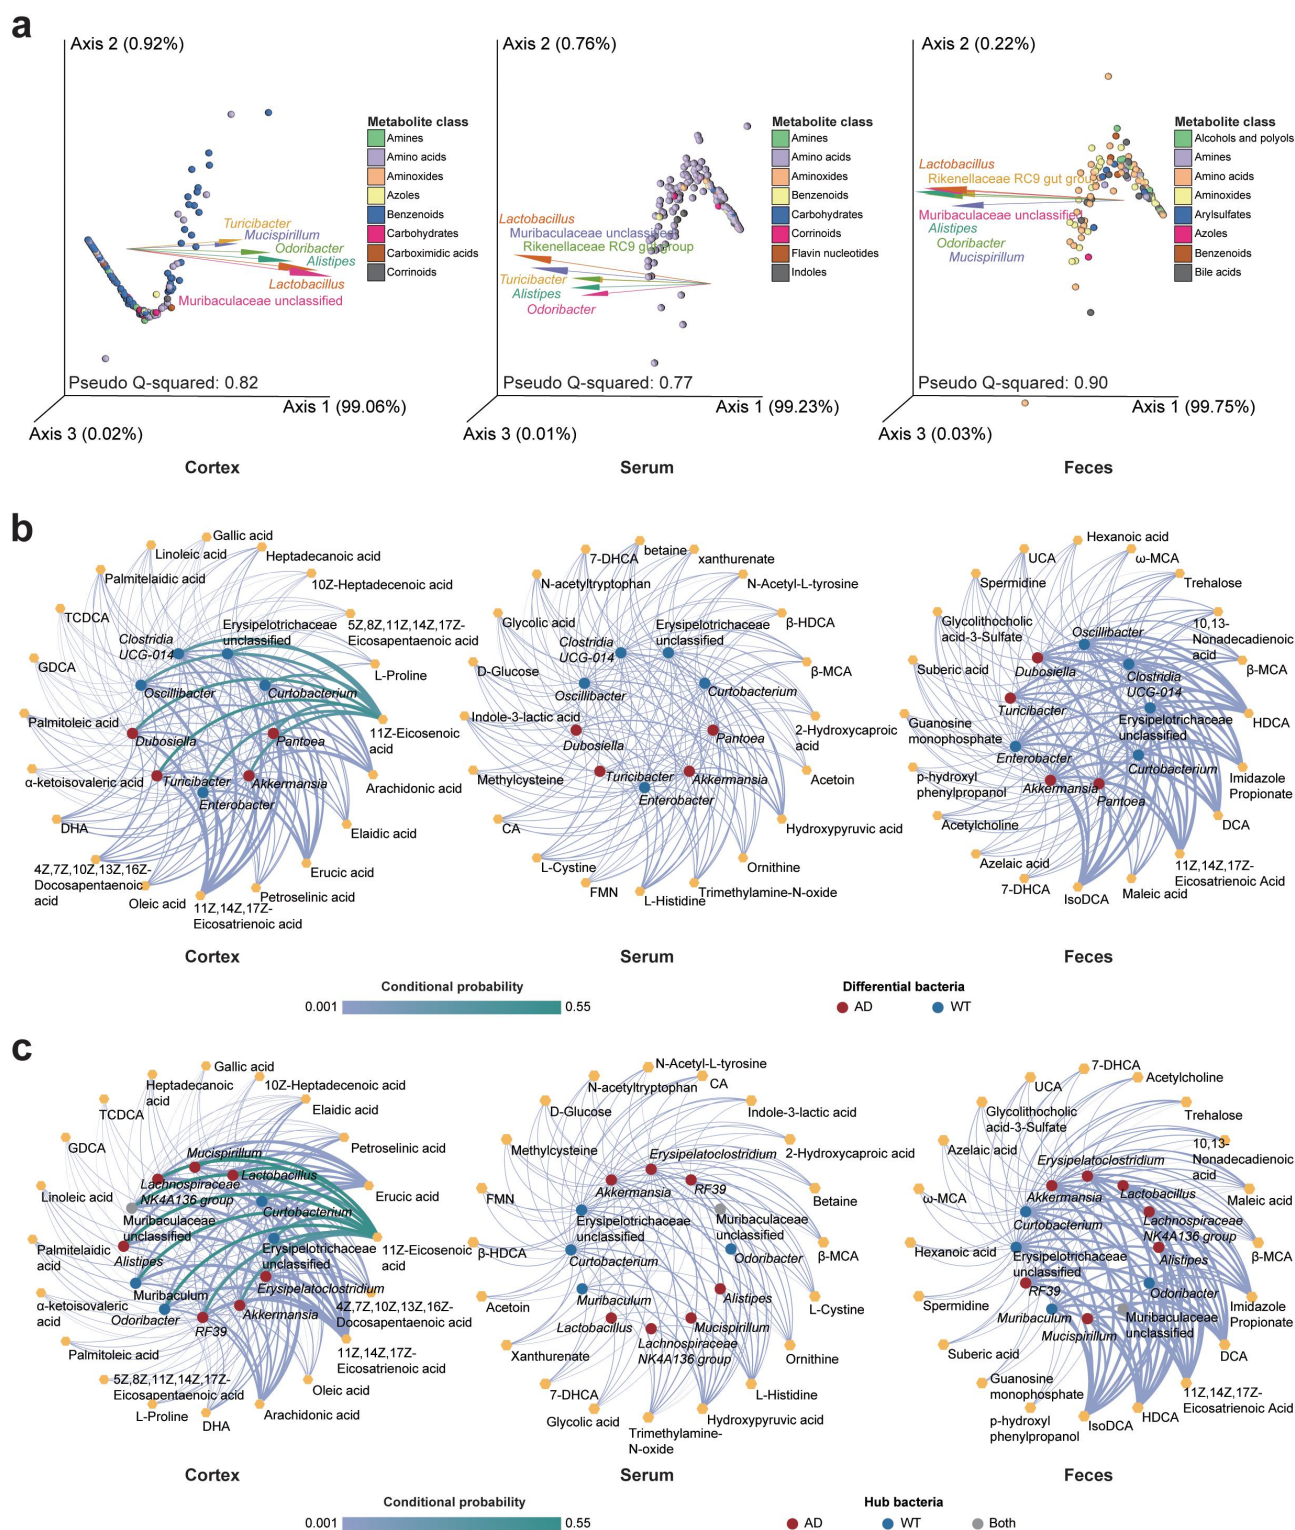 a
Axis 2 (0.92%)
Metabolite class
Amines
Amino acids
Aminoxides
Azoles
Benzenoids
Carbohydrates
Carboximidic acids
Corrinoids
Turicibacter
Mucispirillum
Odoribacter
Alistipes
Lactobacillus
Muribaculaceae unclassified
Pseudo Q-squared: 0.82
Axis 1 (99.06%)
Axis 3 (0.02%)
Cortex
Axis 2 (0.76%)
Metabolite class
Amines
Amino acids
Aminoxides
Benzenoids
Carbohydrates
Corrinoids
Flavin nucleotides
Indoles
Lactobacillus
Muribaculaceae unclassified
Rikenellaceae RC9 gut group
Turicibacter
Alistipes
Odoribacter
Pseudo Q-squared: 0.77
Axis 1 (99.23%)
Axis 3 (0.01%)
Serum
Axis 2 (0.22%)
Metabolite class
Alcohols and polyols
Amines
Amino acids
Aminoxides
Arylsulfates
Azoles
Benzenoids
Bile acids
Lactobacillus
Rikenellaceae RC9 gut group
Muribaculaceae unclassifie
Alistipes
Odoribacter
Mucispirillum
Pseudo Q-squared: 0.90
Axis 1 (99.75%)
Axis 3 (0.03%)
Feces
b
Gallic acid
Linoleic acid
Heptadecanoic acid
Palmitelaidic acid
10Z-Heptadecenoic acid
TCDCA
5Z,8Z,11Z,14Z,17Z-
Eicosapentaenoic acid
Clostridia
UCG-014
Erysipelotrichaceae
unclassified
GDCA
L-Proline
Oscillibacter
Curtobacterium
Palmitoleic acid
11Z-Eicosenoic
acid
Dubosiella
Pantoea
α-ketoisovaleric acid
Turicibacter
Akkermansia
Arachidonic acid
Enterobacter
DHA
Elaidic acid
4Z,7Z,10Z,13Z,16Z-
Docosapentaenoic
acid
Erucic acid
Oleic acid
Petroselinic acid
11Z,14Z,17Z-
Eicosatrienoic acid
Cortex
7-DHCA
betaine
xanthurenate
N-acetyltryptophan
N-Acetyl-L-tyrosine
Glycolic acid
β-HDCA
Clostridia
UCG-014
Erysipelotrichaceae
unclassified
D-Glucose
β-MCA
Oscillibacter
Curtobacterium
Indole-3-lactic acid
2-Hydroxycaproic
acid
Dubosiella
Pantoea
Methylcysteine
Turicibacter
Akkermansia
Acetoin
Enterobacter
CA
Hydroxypyruvic acid
L-Cystine
Ornithine
FMN
L-Histidine
Trimethylamine-N-oxide
Serum
Hexanoic acid
UCA
ω-MCA
Spermidine
Trehalose
Glycolithocholic
acid-3-Sulfate
10,13-
Nonadecadienoic
acid
Oscillibacter
Suberic acid
Dubosiella
Clostridia
UCG-014
β-MCA
Turicibacter
Guanosine
monophosphate
Erysipelotrichaceae
unclassified
HDCA
Enterobacter
Curtobacterium
p-hydroxyl
phenylpropanol
Akkermansia
Pantoea
Imidazole
Propionate
Acetylcholine
DCA
Azelaic acid
11Z,14Z,17Z-
Eicosatrienoic Acid
7-DHCA
IsoDCA
Maleic acid
Feces
Conditional probability
0.001
0.55
Differential bacteria
AD
WT
c
Gallic acid
Heptadecanoic
acid
10Z-Heptadecenoic acid
TCDCA
Elaidic acid
GDCA
Petroselinic acid
Mucispirillum
Linoleic acid
Lachnospiraceae
NK4A136 group
Lactobacillus
Erucic acid
Muribaculaceae
unclassified
Curtobacterium
Palmitelaidic
acid
Alistipes
Erysipelotrichaceae
unclassified
11Z-Eicosenoic
acid
Muribaculum
Erysipelatoclostridium
α-ketoisovaleric
acid
Odoribacter
Akkermansia
4Z,7Z,10Z,13Z,16Z-
Docosapentaenoic acid
RF39
Palmitoleic acid
11Z,14Z,17Z-
Eicosatrienoic acid
5Z,8Z,11Z,14Z,17Z-
Eicosapentaenoic acid
Oleic acid
L-Proline
DHA
Arachidonic acid
Cortex
N-Acetyl-L-tyrosine
N-acetyltryptophan
CA
D-Glucose
Indole-3-lactic acid
Methylcysteine
Erysipelatoclostridium
2-Hydroxycaproic acid
FMN
Akkermansia
RF39
Betaine
Erysipelotrichaceae
unclassified
Muribaculaceae
unclassified
β-HDCA
Curtobacterium
Odoribacter
β-MCA
Acetoin
Muribaculum
Alistipes
L-Cystine
Lactobacillus
Mucispirillum
Lachnospiraceae
NK4A136 group
Xanthurenate
Ornithine
7-DHCA
L-Histidine
Glycolic acid
Hydroxypyruvic acid
Trimethylamine-
N-oxide
Serum
7-DHCA
UCA
Acetylcholine
Glycolithocholic
acid-3-Sulfate
Trehalose
Azelaic acid
10,13-
Nonadecadienoic
acid
Erysipelatoclostridium
ω-MCA
Akkermansia
Lactobacillus
Maleic acid
Curtobacterium
Lachnospiraceae
NK4A136 group
Hexanoic acid
Erysipelotrichaceae
unclassified
Alistipes
β-MCA
RF39
Odoribacter
Spermidine
Muribaculum
Muribaculaceae
unclassified
Imidazole
Propionate
Mucispirillum
Suberic acid
DCA
Guanosine
monophosphate
11Z,14Z,17Z-
Eicosatrienoic Acid
p-hydroxyl
phenylpropanol
IsoDCA
HDCA
Feces
Conditional probability
0.001
0.55
Hub bacteria
AD
WT
Both